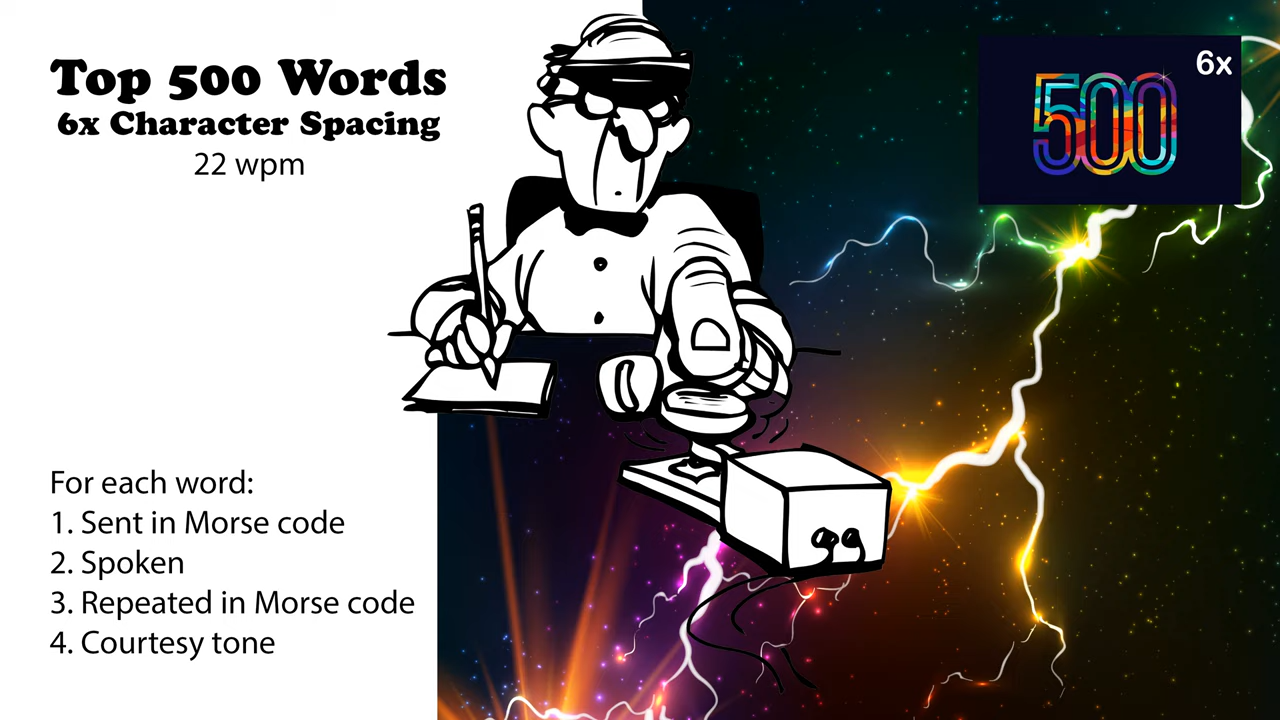 Top 500 Words
6x Character Spacing
22 wpm
6x
500
For each word:
1. Sent in Morse code
2. Spoken
3. Repeated in Morse code
4. Courtesy tone